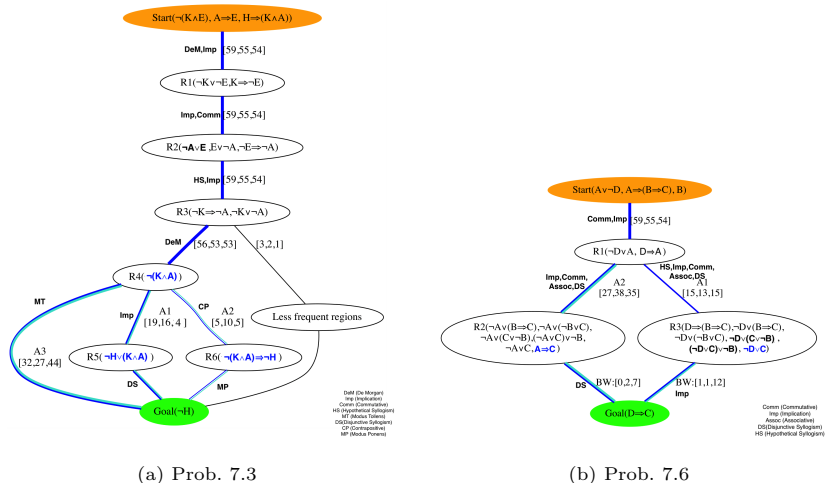 Start(¬(K∧E), A⇒E, H⇒(K∧A))
DeM,Imp [59,55,54]
R1(¬K∨¬E,K⇒¬E)
Imp,Comm [59,55,54]
R2(¬A∨E ,E∨¬A,¬E⇒¬A)
HS,Imp [59,55,54]
R3(¬K⇒¬A,¬K∨¬A)
DeM [56,53,53] [3,2,1]
R4( ¬(K∧A) )
MT
Imp
A1
[19,16, 4 ]
CP
A2
[5,10,5]
Less frequent regions
A3
[32,27,44]
R5( ¬H∨(K∧A) )
R6( ¬(K∧A)⇒¬H )
DS
MP
Goal(¬H)
DeM (De Morgan)
Imp (Implication)
Comm (Commutative)
HS (Hypothetical Syllogism)
MT (Modus Tollens)
DS(Disjunctive Syllogism)
CP (Contrapositive)
MP (Modus Ponens)
(a) Prob. 7.3
Start(A∨¬D, A⇒(B⇒C), B)
Comm,Imp [59,55,54]
R1(¬D∨A, D⇒A)
Imp,Comm,
Assoc,DS
A2
[27,38,35]
HS,Imp,Comm,
Assoc,DS
A1
[15,13,15]
R2(¬A∨(B⇒C),¬A∨(¬B∨C),
¬A∨(C∨¬B),(¬A∨C)∨¬B,
¬A∨C,A⇒C)
R3(D⇒(B⇒C),¬D∨(B⇒C),
¬D∨(¬B∨C),¬D∨(C∨¬B) ,
(¬D∨C)∨¬B) ,¬D∨C)
DS BW:[0,2,7]
BW:[1,1,12]
Imp
Goal(D⇒C)
Comm (Commutative)
Imp (Implication)
Assoc (Associative)
DS(Disjunctive Syllogism)
HS (Hypothetical Syllogism)
(b) Prob. 7.6